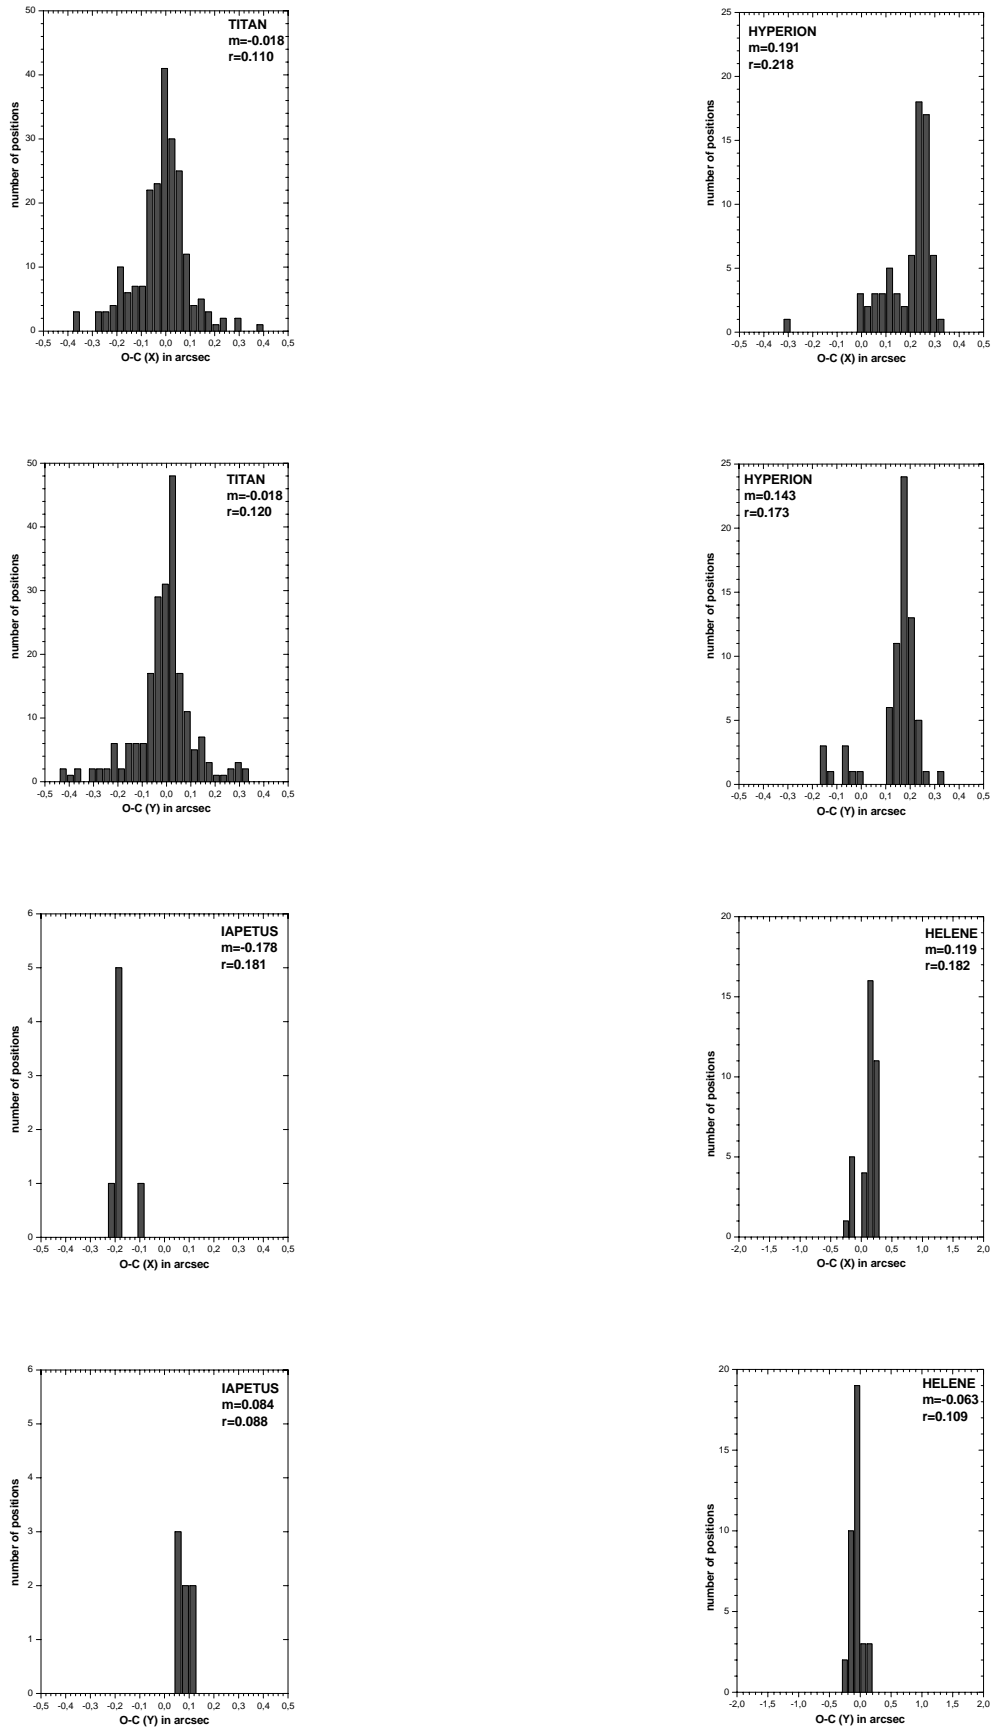 TITAN
m=-0.018
r=0.110
50
40
30
20
10
0
number of positions
-0,5 -0,4 -0,3 -0,2 -0,1 0,0 0,1 0,2 0,3 0,4 0,5
O-C (X) in arcsec
HYPERION
m=0.191
r=0.218
25
20
15
10
5
0
number of positions
-0,5 -0,4 -0,3 -0,2 -0,1 0,0 0,1 0,2 0,3 0,4 0,5
O-C (X) in arcsec
TITAN
m=-0.018
r=0.120
50
40
30
20
10
0
number of positions
-0,5 -0,4 -0,3 -0,2 -0,1 0,0 0,1 0,2 0,3 0,4 0,5
O-C (Y) in arcsec
HYPERION
m=0.143
r=0.173
25
20
15
10
5
0
number of positions
-0,5 -0,4 -0,3 -0,2 -0,1 0,0 0,1 0,2 0,3 0,4 0,5
O-C (Y) in arcsec
IAPETUS
m=-0.178
r=0.181
6
5
4
3
2
1
0
number of positions
-0,5 -0,4 -0,3 -0,2 -0,1 0,0 0,1 0,2 0,3 0,4 0,5
O-C (X) in arcsec
HELENE
m=0.119
r=0.182
20
15
10
5
0
number of positions
-2,0 -1,5 -1,0 -0,5 0,0 0,5 1,0 1,5 2,0
O-C (X) in arcsec
IAPETUS
m=0.084
r=0.088
6
5
4
3
2
1
0
number of positions
-0,5 -0,4 -0,3 -0,2 -0,1 0,0 0,1 0,2 0,3 0,4 0,5
O-C (Y) in arcsec
HELENE
m=-0.063
r=0.109
20
15
10
5
0
number of positions
-2,0 -1,5 -1,0 -0,5 0,0 0,5 1,0 1,5 2,0
O-C (Y) in arcsec